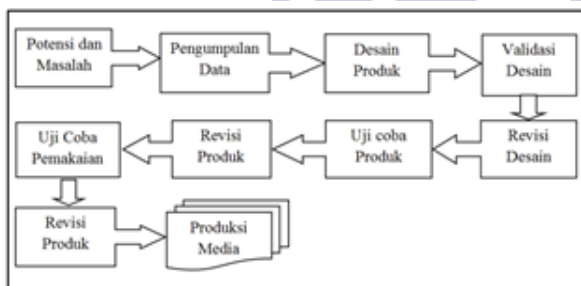 Potensi dan
Masalah
Pengumpulan
Data
Desain
Produk
Validasi
Desain
Revisi
Desain
Uji coba
Produk
Revisi
Produk
Uji Coba
Pemakaian
Revisi
Produk
Produksi
Media